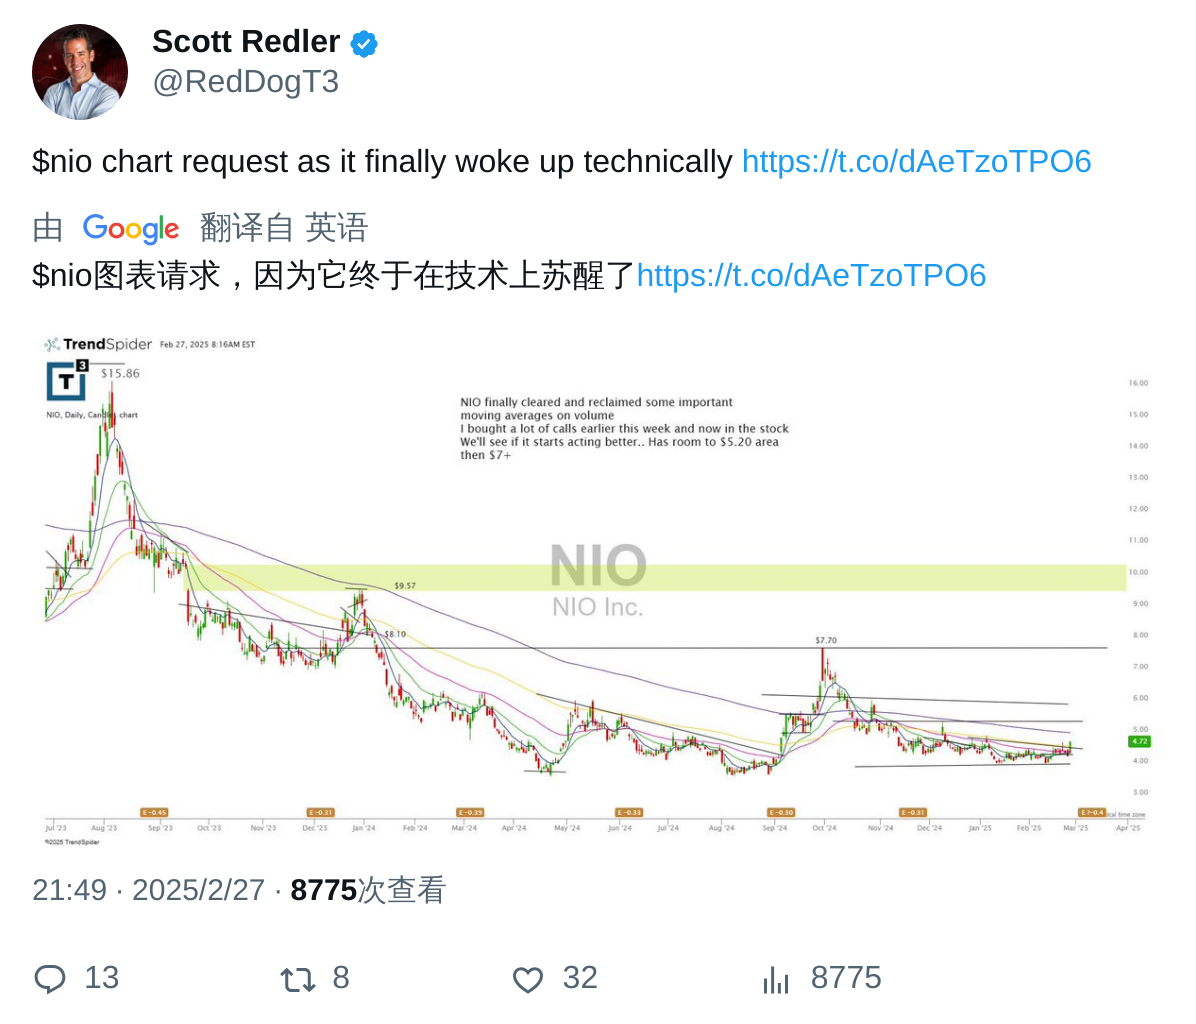 Scott Redler
@RedDogT3
$nio chart request as it finally woke up technically https://t.co/dAeTzoTPO6
由 Google 翻译自 英语
$nio图表请求，因为它终于在技术上苏醒了https://t.co/dAeTzoTPO6
TrendSpider Feb 27, 2025 8:16AM EST
T3
$15.86
NIO, Daily, Candle chart
NIO finally cleared and reclaimed some important
moving averages on volume
I bought a lot of calls earlier this week and now in the stock
We'll see if it starts acting better.. Has room to $5.20 area
then $7+
16.00
15.00
14.00
13.00
12.00
11.00
10.00
9.00
8.00
7.00
6.00
5.00
4.72
4.00
3.00
NIO
NIO Inc.
$9.57
$8.10
$7.70
E -0.45
E -0.31
E -0.39
E -0.33
E -0.30
E -0.31
E ?-0.4
cal time zone
Jul '23
Aug '23
Sep '23
Oct '23
Nov '23
Dec '23
Jan '24
Feb '24
Mar '24
Apr '24
May '24
Jun '24
Jul '24
Aug '24
Sep '24
Oct '24
Nov '24
Dec '24
Jan '25
Feb '25
Mar '25
Apr '25
©2025 TrendSpider
21:49 · 2025/2/27 · 8775次查看
13
8
32
8775